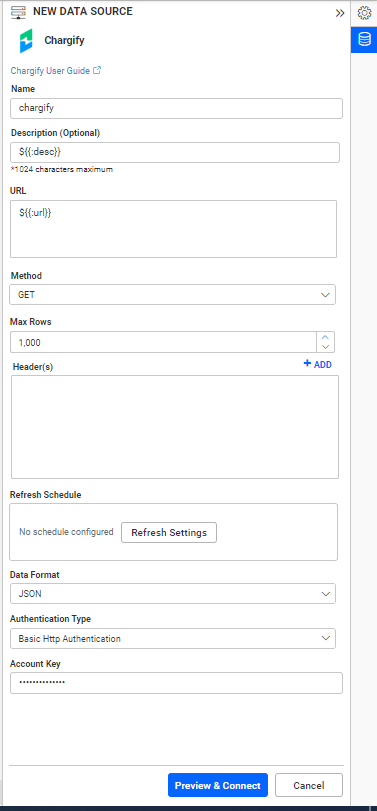 NEW DATA SOURCE
Chargify
Chargify User Guide
Name
chargify
Description (Optional)
${{:desc}}
*1024 characters maximum
URL
${{:url}}
Method
GET
Max Rows
1,000
Header(s)
+ ADD
Refresh Schedule
No schedule configured
Refresh Settings
Data Format
JSON
Authentication Type
Basic Http Authentication
Account Key
••••••••••••••
Preview & Connect
Cancel